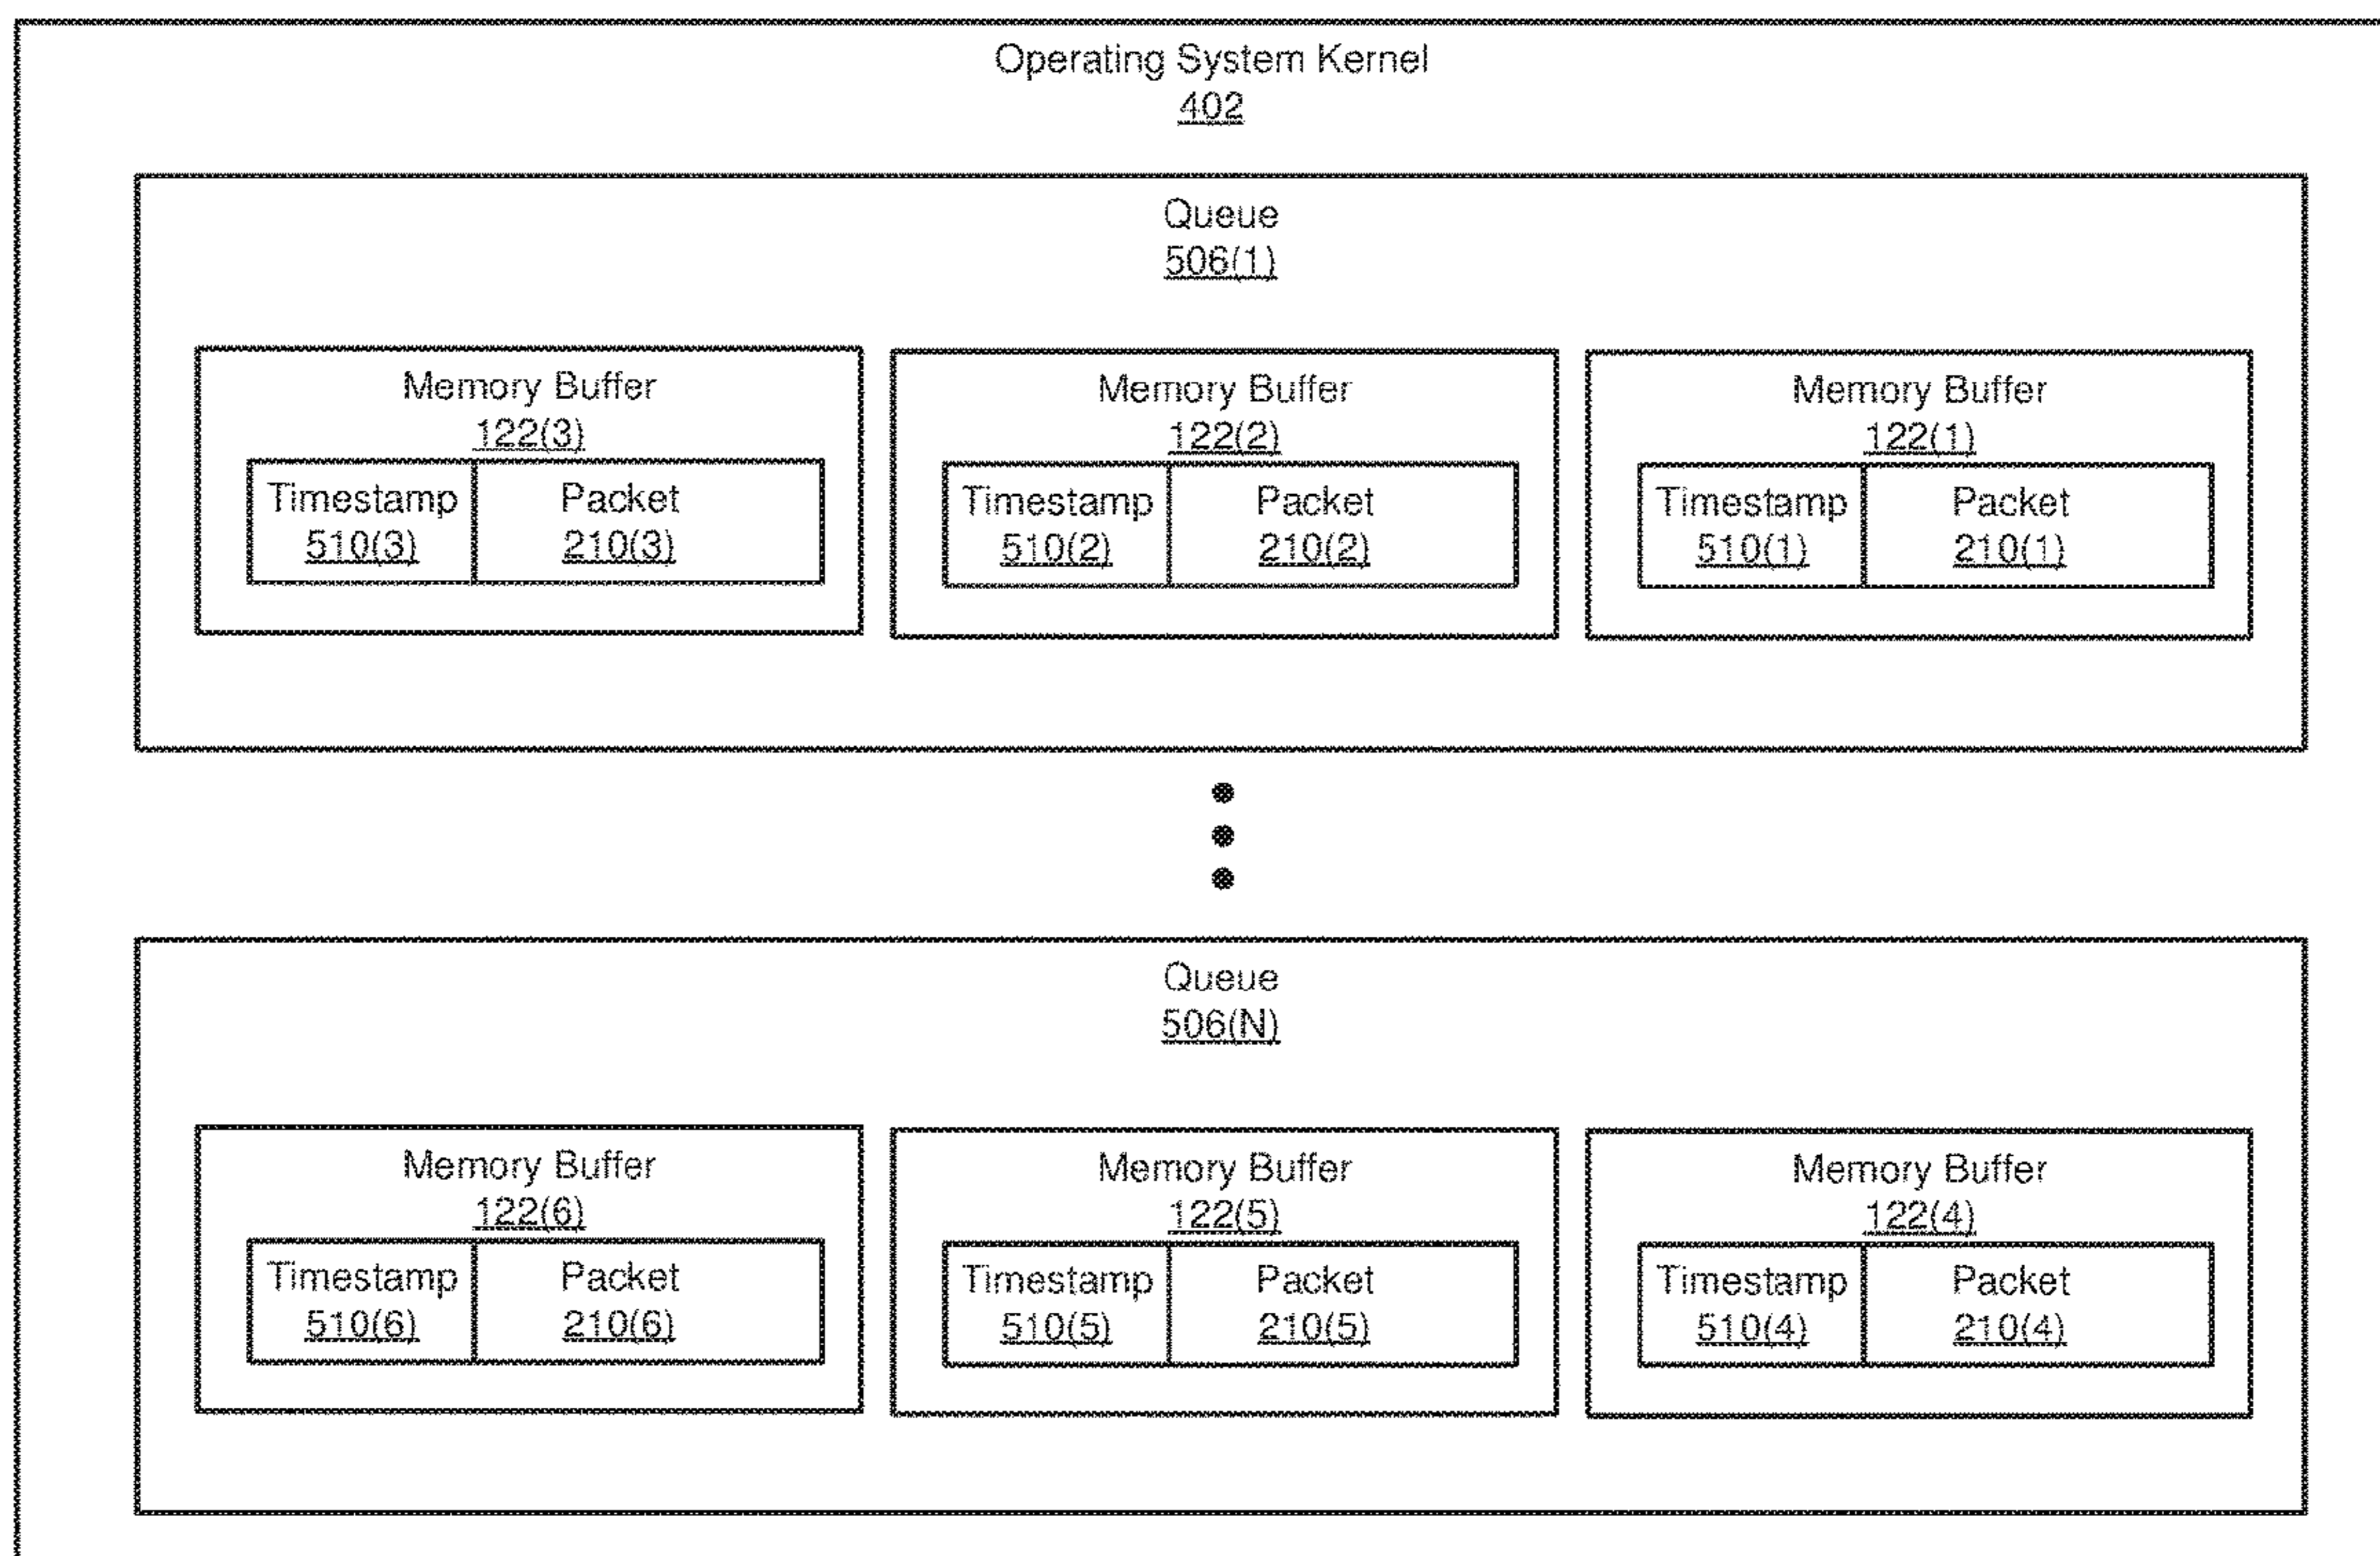 Operating System Kernel
402
Queue
506(1)
Memory Buffer
122(3)
Timestamp Packet
510(3) 210(3)
Memory Buffer
122(2)
Timestamp Packet
510(2) 210(2)
Memory Buffer
122(1)
Timestamp Packet
510(1) 210(1)
Queue
506(N)
Memory Buffer
122(6)
Timestamp Packet
510(6) 210(6)
Memory Buffer
122(5)
Timestamp Packet
510(5) 210(5)
Memory Buffer
122(4)
Timestamp Packet
510(4) 210(4)